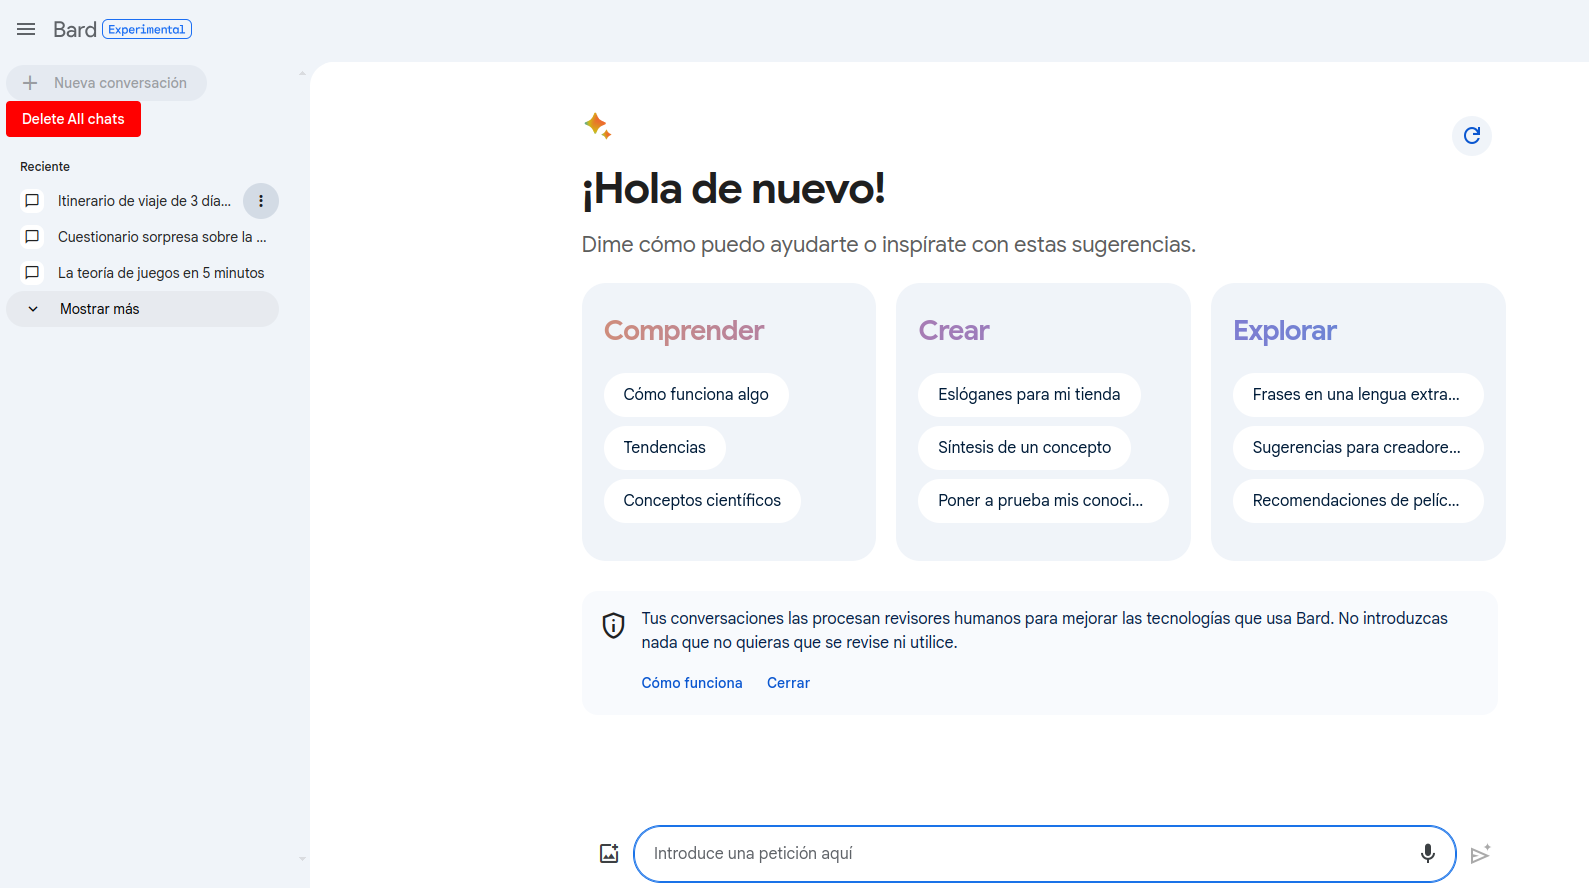 Bard Experimental
Nueva conversación
Delete All chats
Reciente
Itinerario de viaje de 3 día...
Cuestionario sorpresa sobre la ...
La teoría de juegos en 5 minutos
Mostrar más
¡Hola de nuevo!
Dime cómo puedo ayudarte o inspírate con estas sugerencias.
Comprender
Cómo funciona algo
Tendencias
Conceptos científicos
Crear
Eslóganes para mi tienda
Síntesis de un concepto
Poner a prueba mis conoci...
Explorar
Frases en una lengua extra...
Sugerencias para creadore...
Recomendaciones de pelíc...
Tus conversaciones las procesan revisores humanos para mejorar las tecnologías que usa Bard. No introduzcas
nada que no quieras que se revise ni utilice.
Cómo funciona Cerrar
Introduce una petición aquí